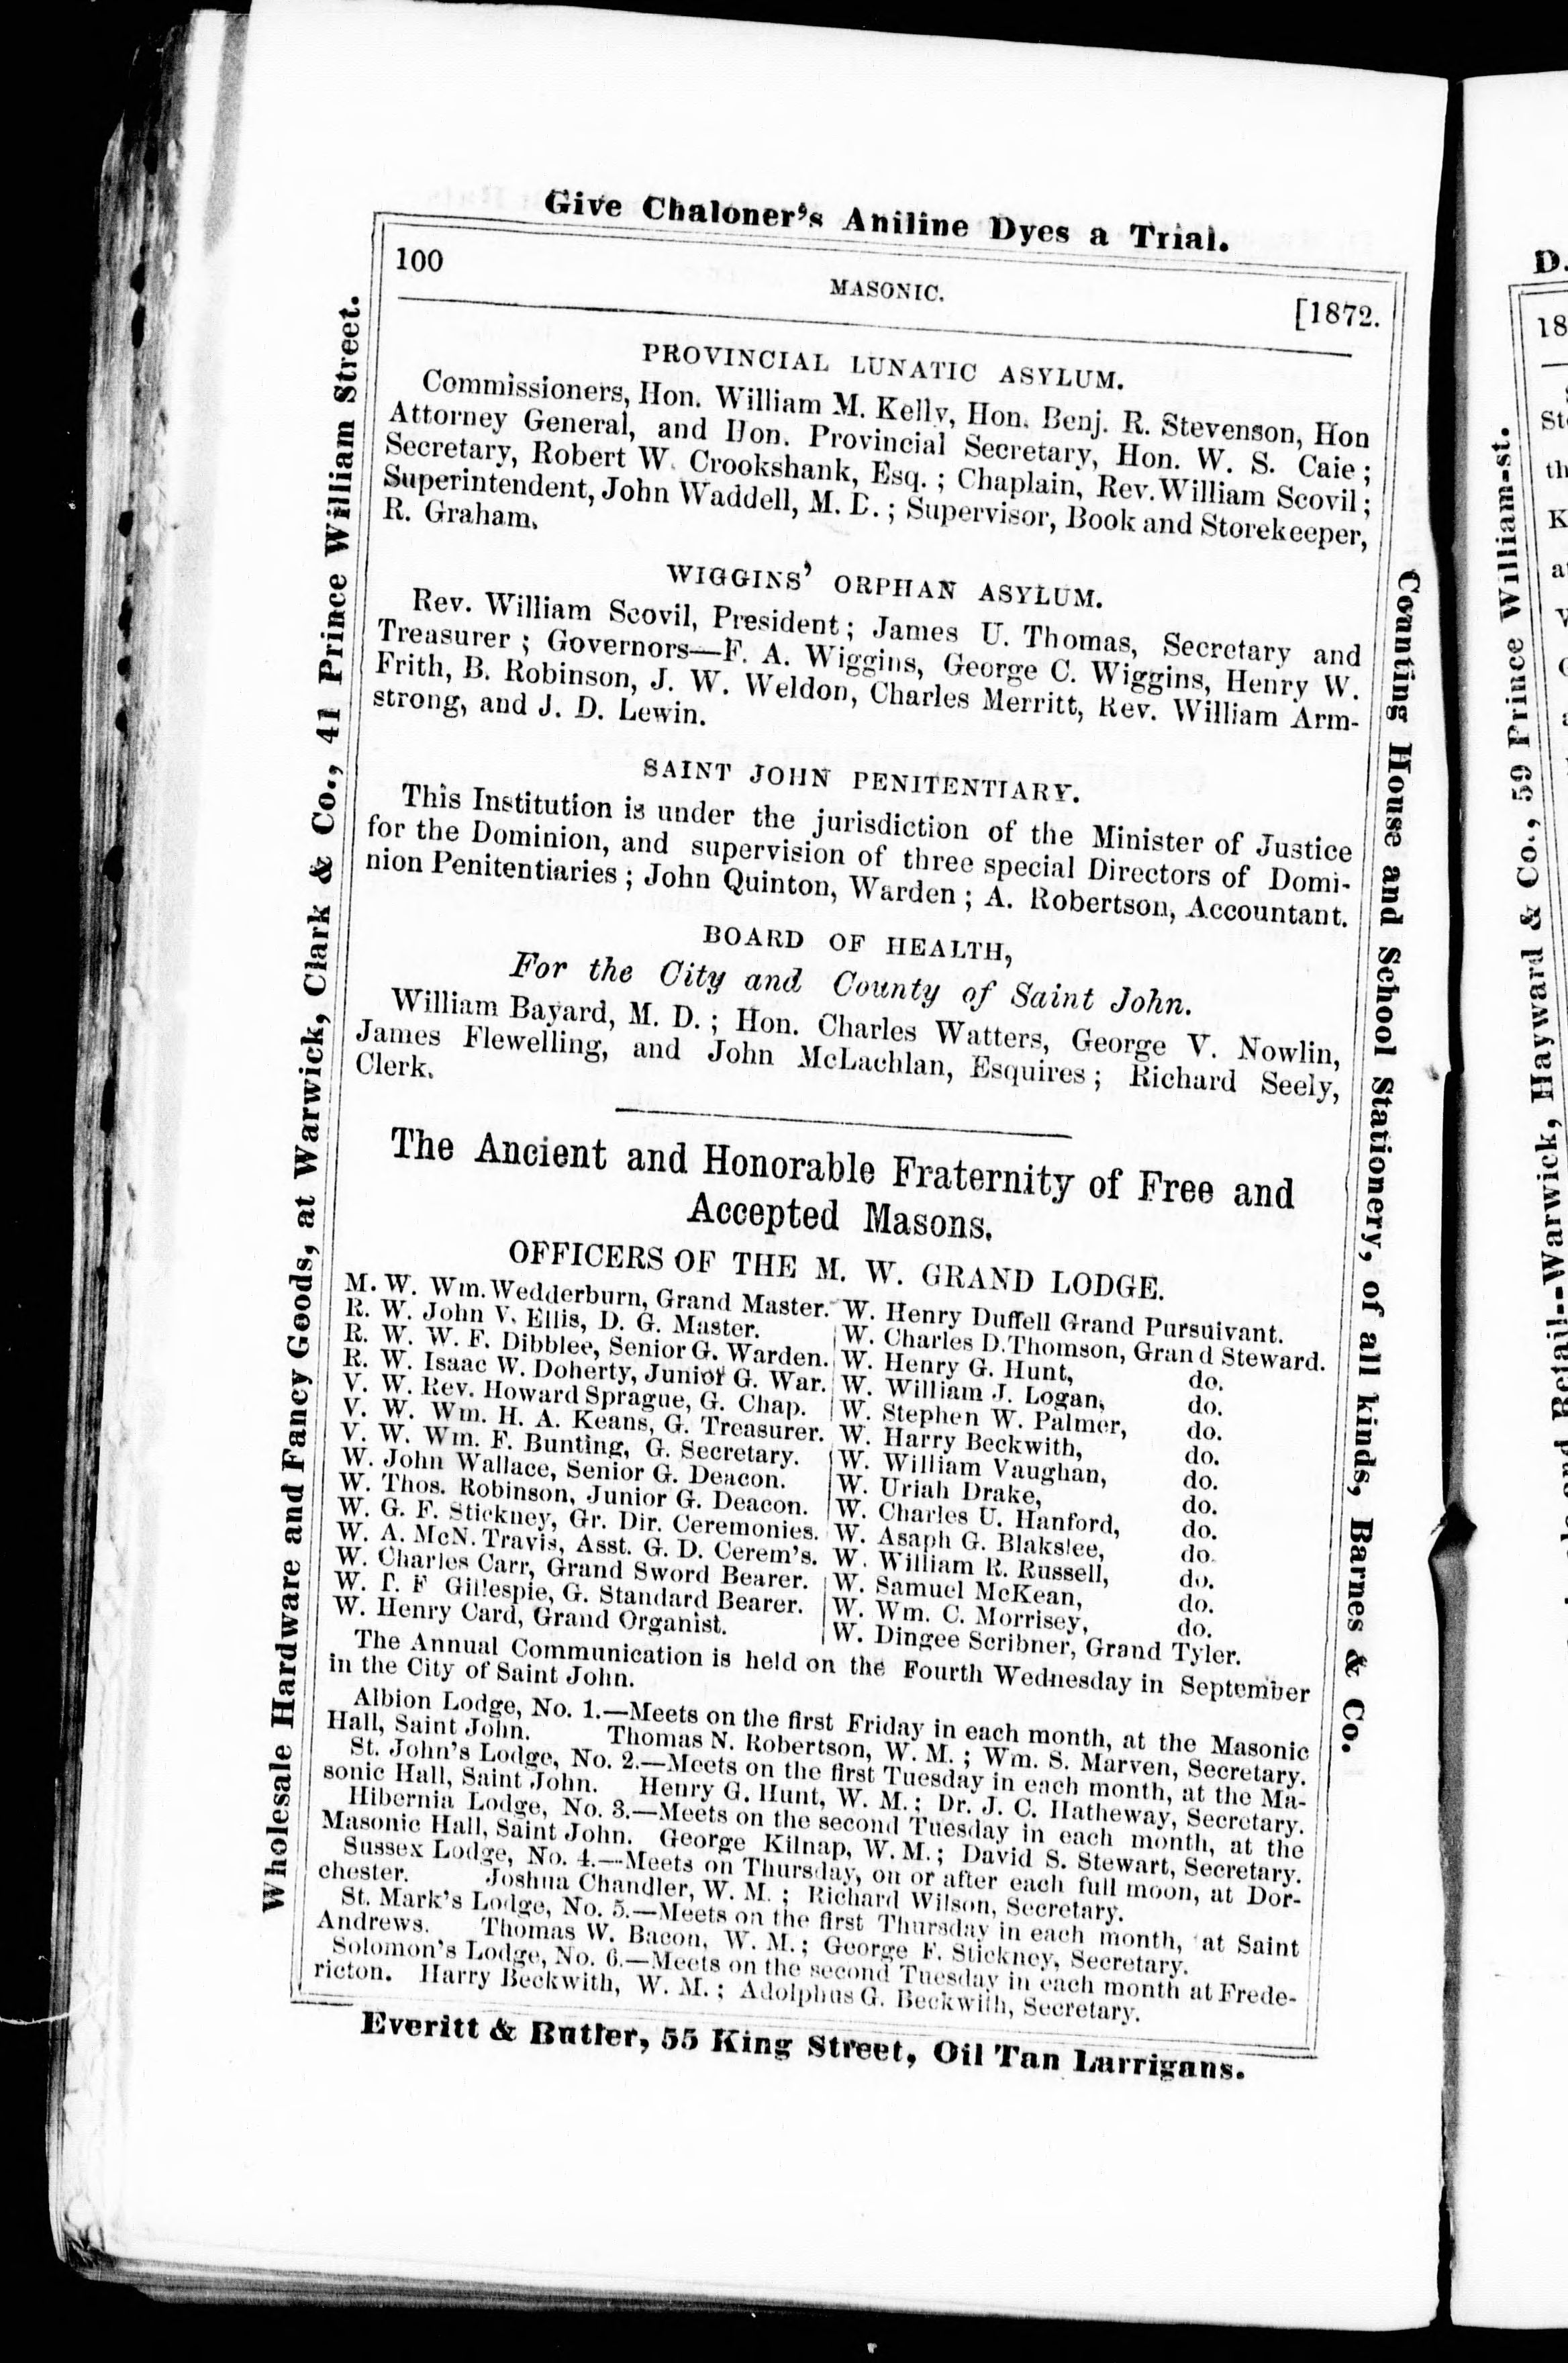 Give Chaloner's Aniline Dyes a Trial.
100
MASONIC.
[1872.
PROVINCIAL LUNATIC ASYLUM.
Commissioners, Hon. William M. Kelly, Hon. Benj. R. Stevenson, Hon
Attorney General, and Hon. Provincial Secretary, Hon. W. S. Caie;
Secretary, Robert W. Crookshank, Esq.; Chaplain, Rev. William Scovil;
Superintendent, John Waddell, M. D.; Supervisor, Book and Storekeeper,
R. Graham.
WIGGINS' ORPHAN ASYLUM.
Rev. William Scovil, President; James U. Thomas, Secretary and
Treasurer; Governors—F. A. Wiggins, George C. Wiggins, Henry W.
Frith, B. Robinson, J. W. Weldon, Charles Merritt, Rev. William Arm-
strong, and J. D. Lewin.
SAINT JOHN PENITENTIARY.
This Institution is under the jurisdiction of the Minister of Justice
for the Dominion, and supervision of three special Directors of Domi-
nion Penitentiaries; John Quinton, Warden; A. Robertson, Accountant.
BOARD OF HEALTH,
For the City and County of Saint John.
William Bayard, M. D.; Hon. Charles Watters, George V. Nowlin,
James Flewelling, and John McLachlan, Esquires; Richard Seely,
Clerk.
The Ancient and Honorable Fraternity of Free and
Accepted Masons.
OFFICERS OF THE M. W. GRAND LODGE.
M. W. Wm. Wedderburn, Grand Master.
R. W. John V. Ellis, D. G. Master.
R. W. W. F. Dibblee, Senior G. Warden.
R. W. Isaac W. Doherty, Junior G. War.
V. W. Rev. Howard Sprague, G. Chap.
V. W. Wm. H. A. Keans, G. Treasurer.
V. W. Wm. F. Bunting, G. Secretary.
W. John Wallace, Senior G. Deacon.
W. Thos. Robinson, Junior G. Deacon.
W. G. F. Stickney, Gr. Dir. Ceremonies.
W. A. McN. Travis, Asst. G. D. Cerem's.
W. Charles Carr, Grand Sword Bearer.
W. T. F Gillespie, G. Standard Bearer.
W. Henry Card, Grand Organist.
W. Henry Duffell Grand Pursuivant.
W. Charles D. Thomson, Grand Steward.
W. Henry G. Hunt, do.
W. William J. Logan, do.
W. Stephen W. Palmer, do.
W. Harry Beckwith, do.
W. William Vaughan, do.
W. Uriah Drake, do.
W. Charles U. Hanford, do.
W. Asaph G. Blakslee, do.
W. William R. Russell, do.
W. Samuel McKean, do.
W. Wm. C. Morrisey, do.
W. Dingee Scribner, Grand Tyler.
The Annual Communication is held on the Fourth Wednesday in September
in the City of Saint John.
Albion Lodge, No. 1.—Meets on the first Friday in each month, at the Masonic
Hall, Saint John. Thomas N. Robertson, W. M.; Wm. S. Marven, Secretary.
St. John's Lodge, No. 2.—Meets on the first Tuesday in each month, at the Ma-
sonic Hall, Saint John. Henry G. Hunt, W. M.; Dr. J. C. Hatheway, Secretary.
Hibernia Lodge, No. 3.—Meets on the second Tuesday in each month, at the
Masonic Hall, Saint John. George Kilnap, W. M.; David S. Stewart, Secretary.
Sussex Lodge, No. 4.—Meets on Thursday, on or after each full moon, at Dor-
chester. Joshua Chandler, W. M.; Richard Wilson, Secretary.
St. Mark's Lodge, No. 5.—Meets on the first Thursday in each month, at Saint
Andrews. Thomas W. Bacon, W. M.; George F. Stickney, Secretary.
Solomon's Lodge, No. 6.—Meets on the second Tuesday in each month at Frede-
ricton. Harry Beckwith, W. M.; Adolphus G. Beckwith, Secretary.
Everitt & Butler, 55 King Street, Oil Tan Larrigans.
Wholesale Hardware and Fancy Goods, at Warwick, Clark & Co., 41 Prince William Street.
Counting House and School Stationery, of all kinds, Barnes & Co.
D.
18
Retail--Warwick, Hayward & Co., 59 Prince William-st.